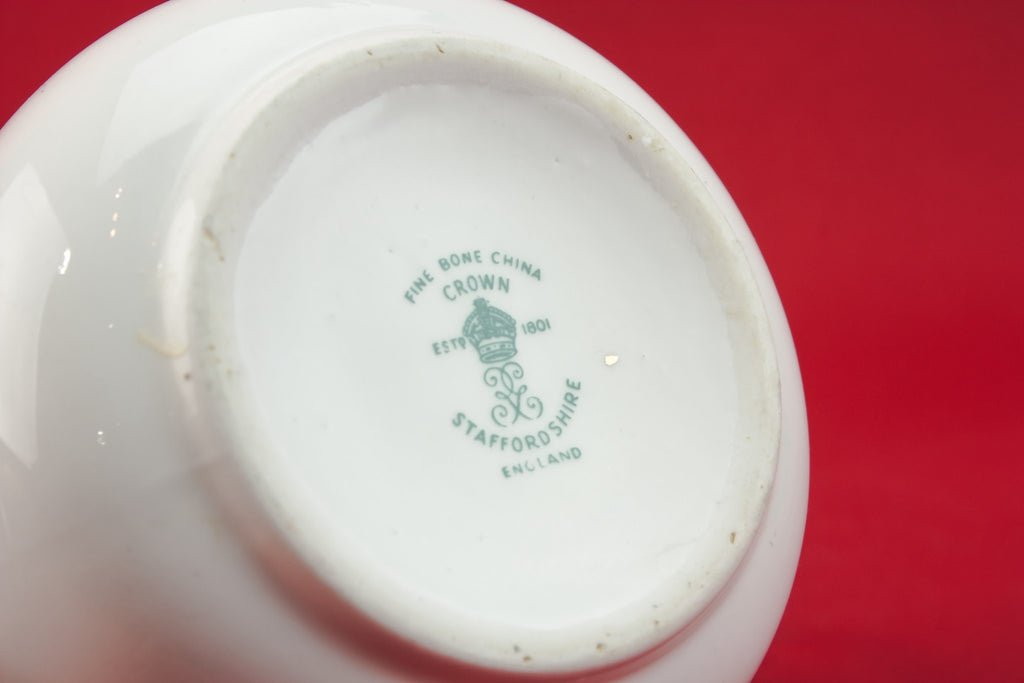 FINE BONE CHINA
CROWN
ESTD 1801
STAFFORDSHIRE
ENGLAND